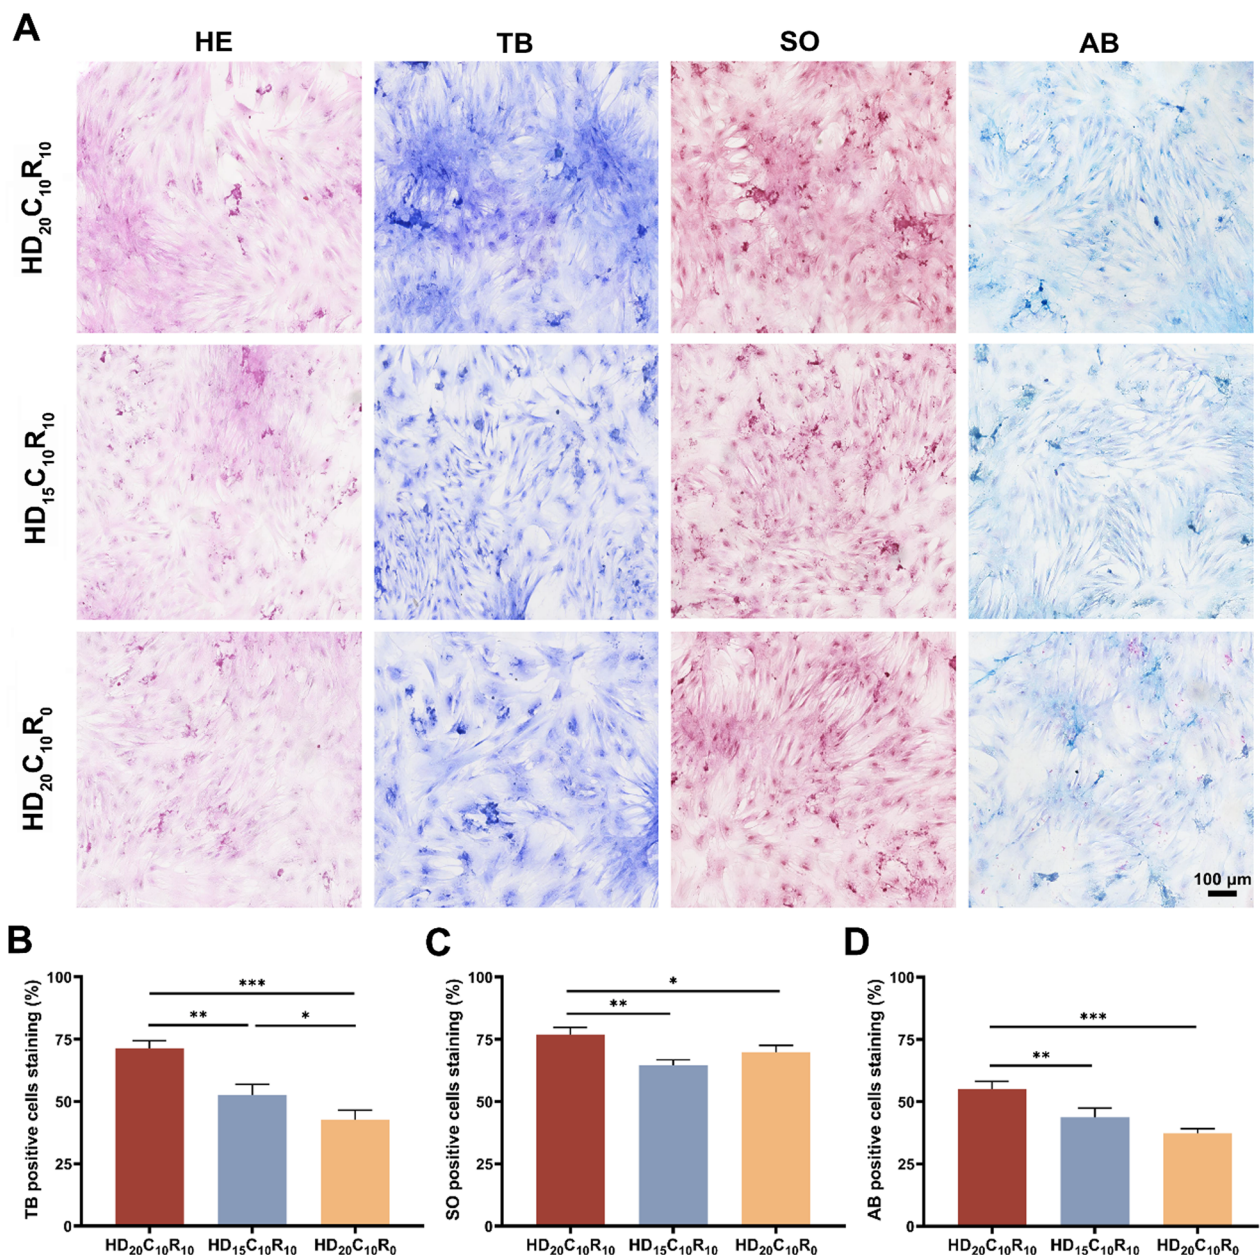 A
HE TB SO AB
HD20C10R10
HD15C10R10
HD20C10R0
100 µm
B
TB positive cells staining (%)
100
75
50
25
0
***
** *
HD20C10R10 HD15C10R10 HD20C10R0
C
SO positive cells staining (%)
100
75
50
25
0
*
**
HD20C10R10 HD15C10R10 HD20C10R0
D
AB positive cells staining (%)
100
75
50
25
0
***
**
HD20C10R10 HD15C10R10 HD20C10R0